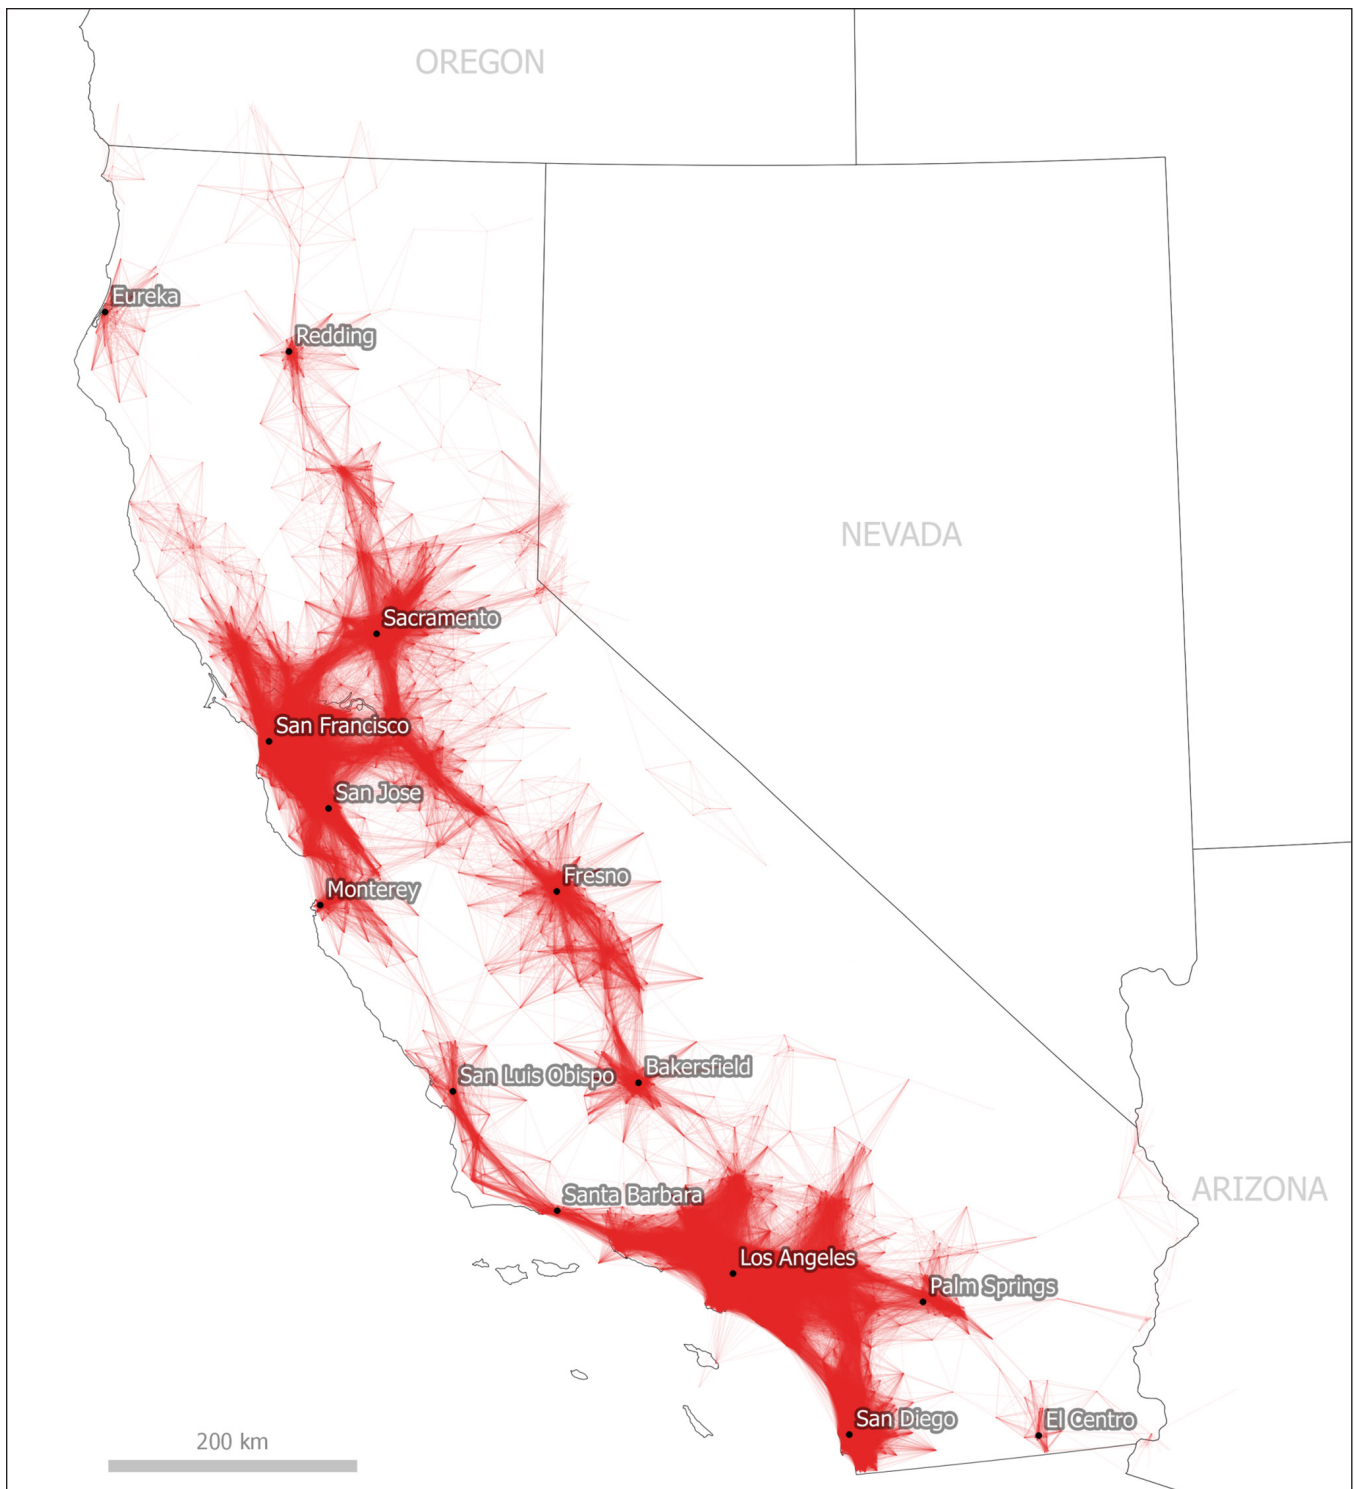 OREGON
Eureka
Redding
NEVADA
Sacramento
San Francisco
San Jose
Fresno
Monterey
Bakersfield
San Luis Obispo
ARIZONA
Santa Barbara
Los Angeles
Palm Springs
San Diego
El Centro
200 km